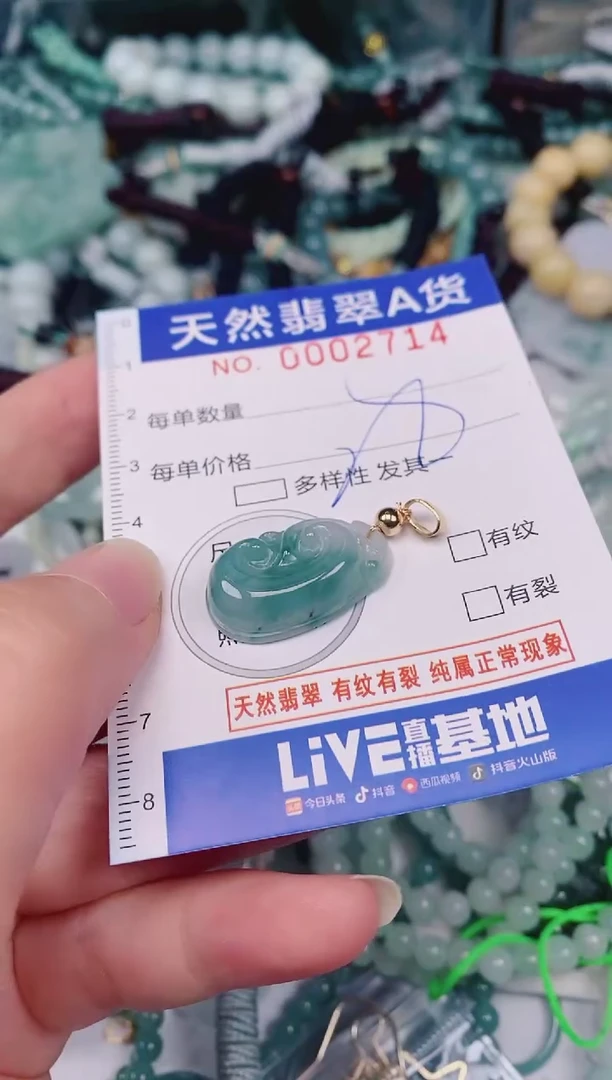 天然翡翠A货
NO. 0002714
每单数量
每单价格
多样性 发其一
有纹
有裂
天然翡翠 有纹有裂 纯属正常现象
LiVE直播基地
今日头条 抖音 西瓜视频 抖音火山版
1
2
3
4
7
8